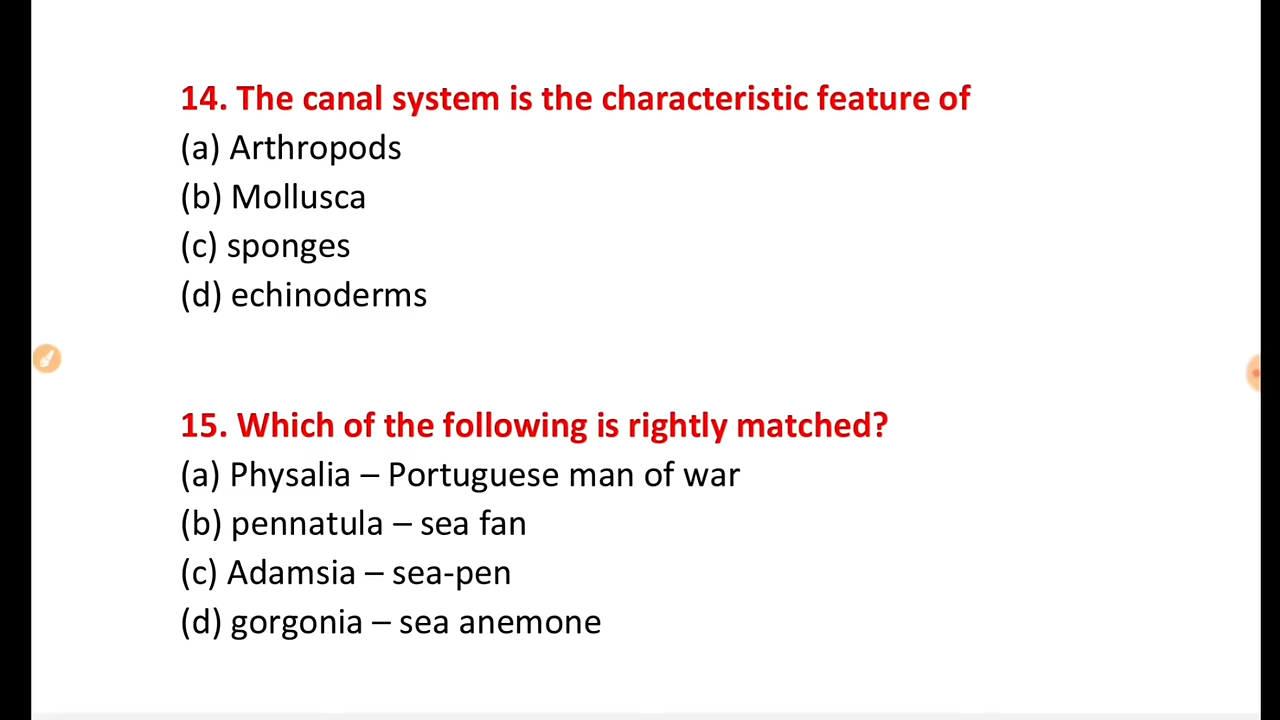 14. The canal system is the characteristic feature of
(a) Arthropods
(b) Mollusca
(c) sponges
(d) echinoderms
15. Which of the following is rightly matched?
(a) Physalia – Portuguese man of war
(b) pennatula – sea fan
(c) Adamsia – sea-pen
(d) gorgonia – sea anemone